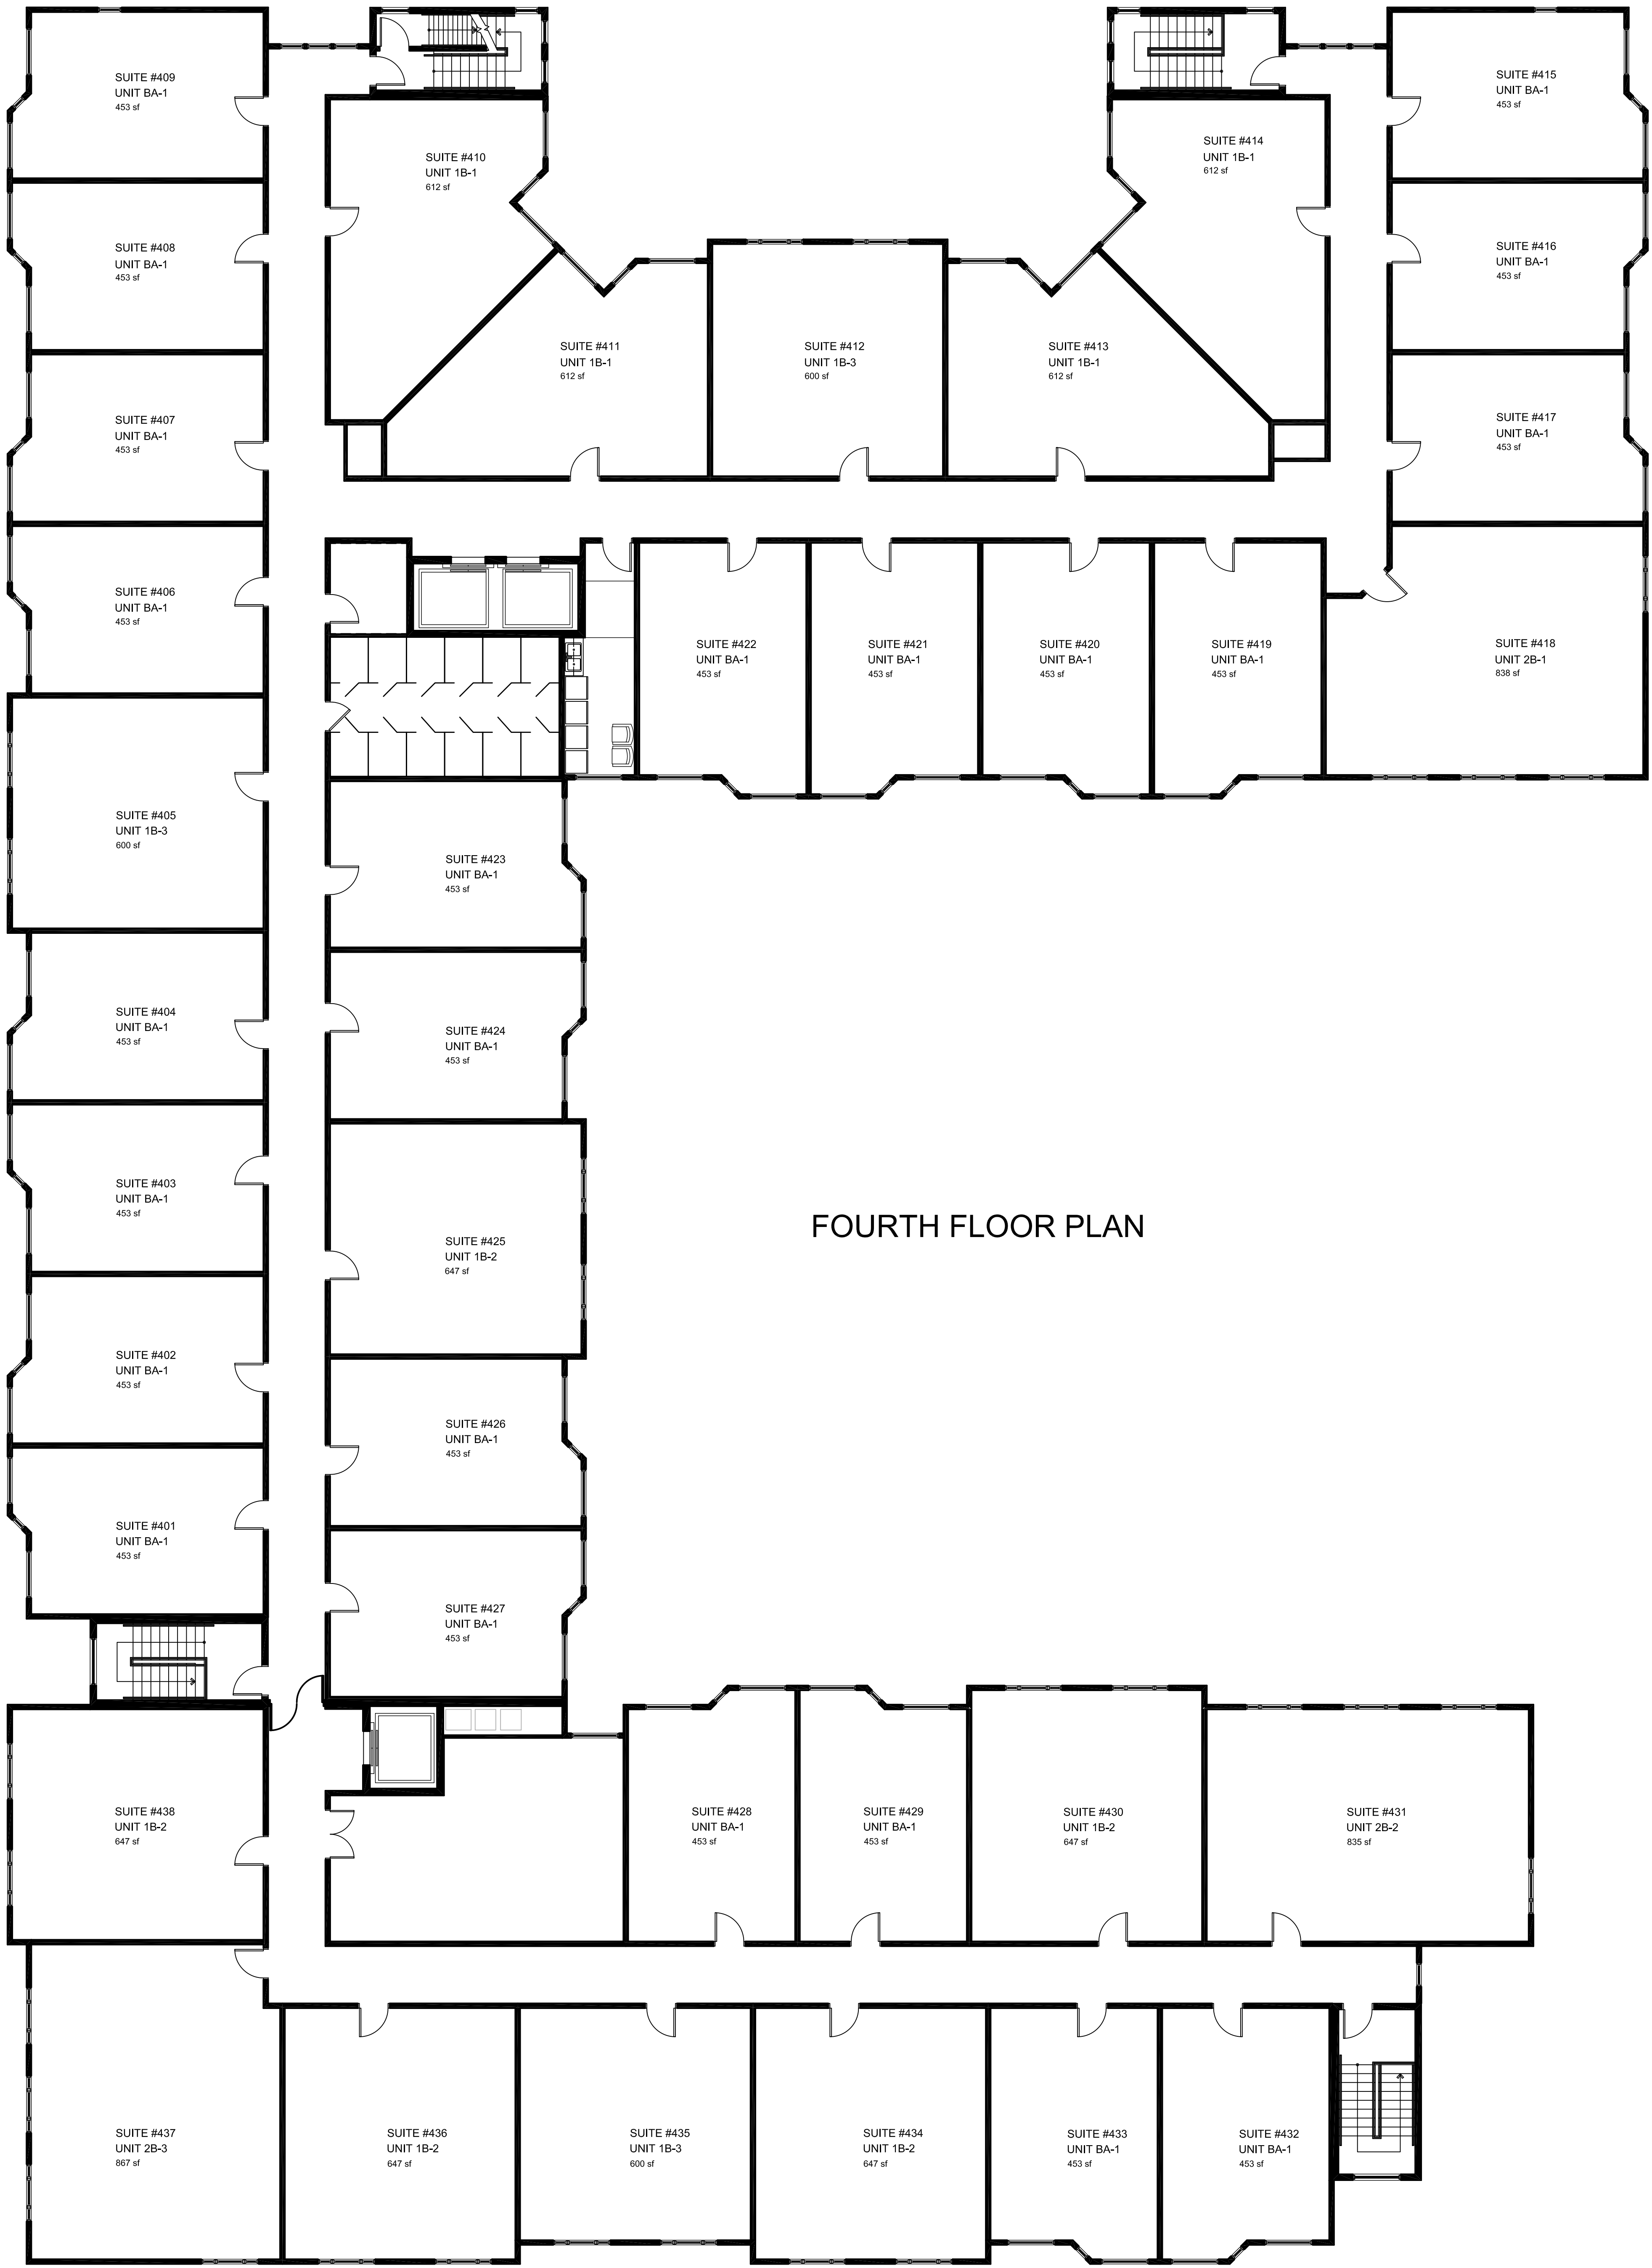 SUITE #409
UNIT BA-1
453 sf
SUITE #410
UNIT 1B-1
612 sf
SUITE #414
UNIT 1B-1
612 sf
SUITE #415
UNIT BA-1
453 sf
SUITE #408
UNIT BA-1
453 sf
SUITE #416
UNIT BA-1
453 sf
SUITE #411
UNIT 1B-1
612 sf
SUITE #412
UNIT 1B-3
600 sf
SUITE #413
UNIT 1B-1
612 sf
SUITE #407
UNIT BA-1
453 sf
SUITE #417
UNIT BA-1
453 sf
SUITE #406
UNIT BA-1
453 sf
SUITE #422
UNIT BA-1
453 sf
SUITE #421
UNIT BA-1
453 sf
SUITE #420
UNIT BA-1
453 sf
SUITE #419
UNIT BA-1
453 sf
SUITE #418
UNIT 2B-1
838 sf
SUITE #405
UNIT 1B-3
600 sf
SUITE #423
UNIT BA-1
453 sf
SUITE #404
UNIT BA-1
453 sf
SUITE #424
UNIT BA-1
453 sf
SUITE #403
UNIT BA-1
453 sf
SUITE #425
UNIT 1B-2
647 sf
FOURTH FLOOR PLAN
SUITE #402
UNIT BA-1
453 sf
SUITE #426
UNIT BA-1
453 sf
SUITE #401
UNIT BA-1
453 sf
SUITE #427
UNIT BA-1
453 sf
SUITE #438
UNIT 1B-2
647 sf
SUITE #428
UNIT BA-1
453 sf
SUITE #429
UNIT BA-1
453 sf
SUITE #430
UNIT 1B-2
647 sf
SUITE #431
UNIT 2B-2
835 sf
SUITE #437
UNIT 2B-3
867 sf
SUITE #436
UNIT 1B-2
647 sf
SUITE #435
UNIT 1B-3
600 sf
SUITE #434
UNIT 1B-2
647 sf
SUITE #433
UNIT BA-1
453 sf
SUITE #432
UNIT BA-1
453 sf